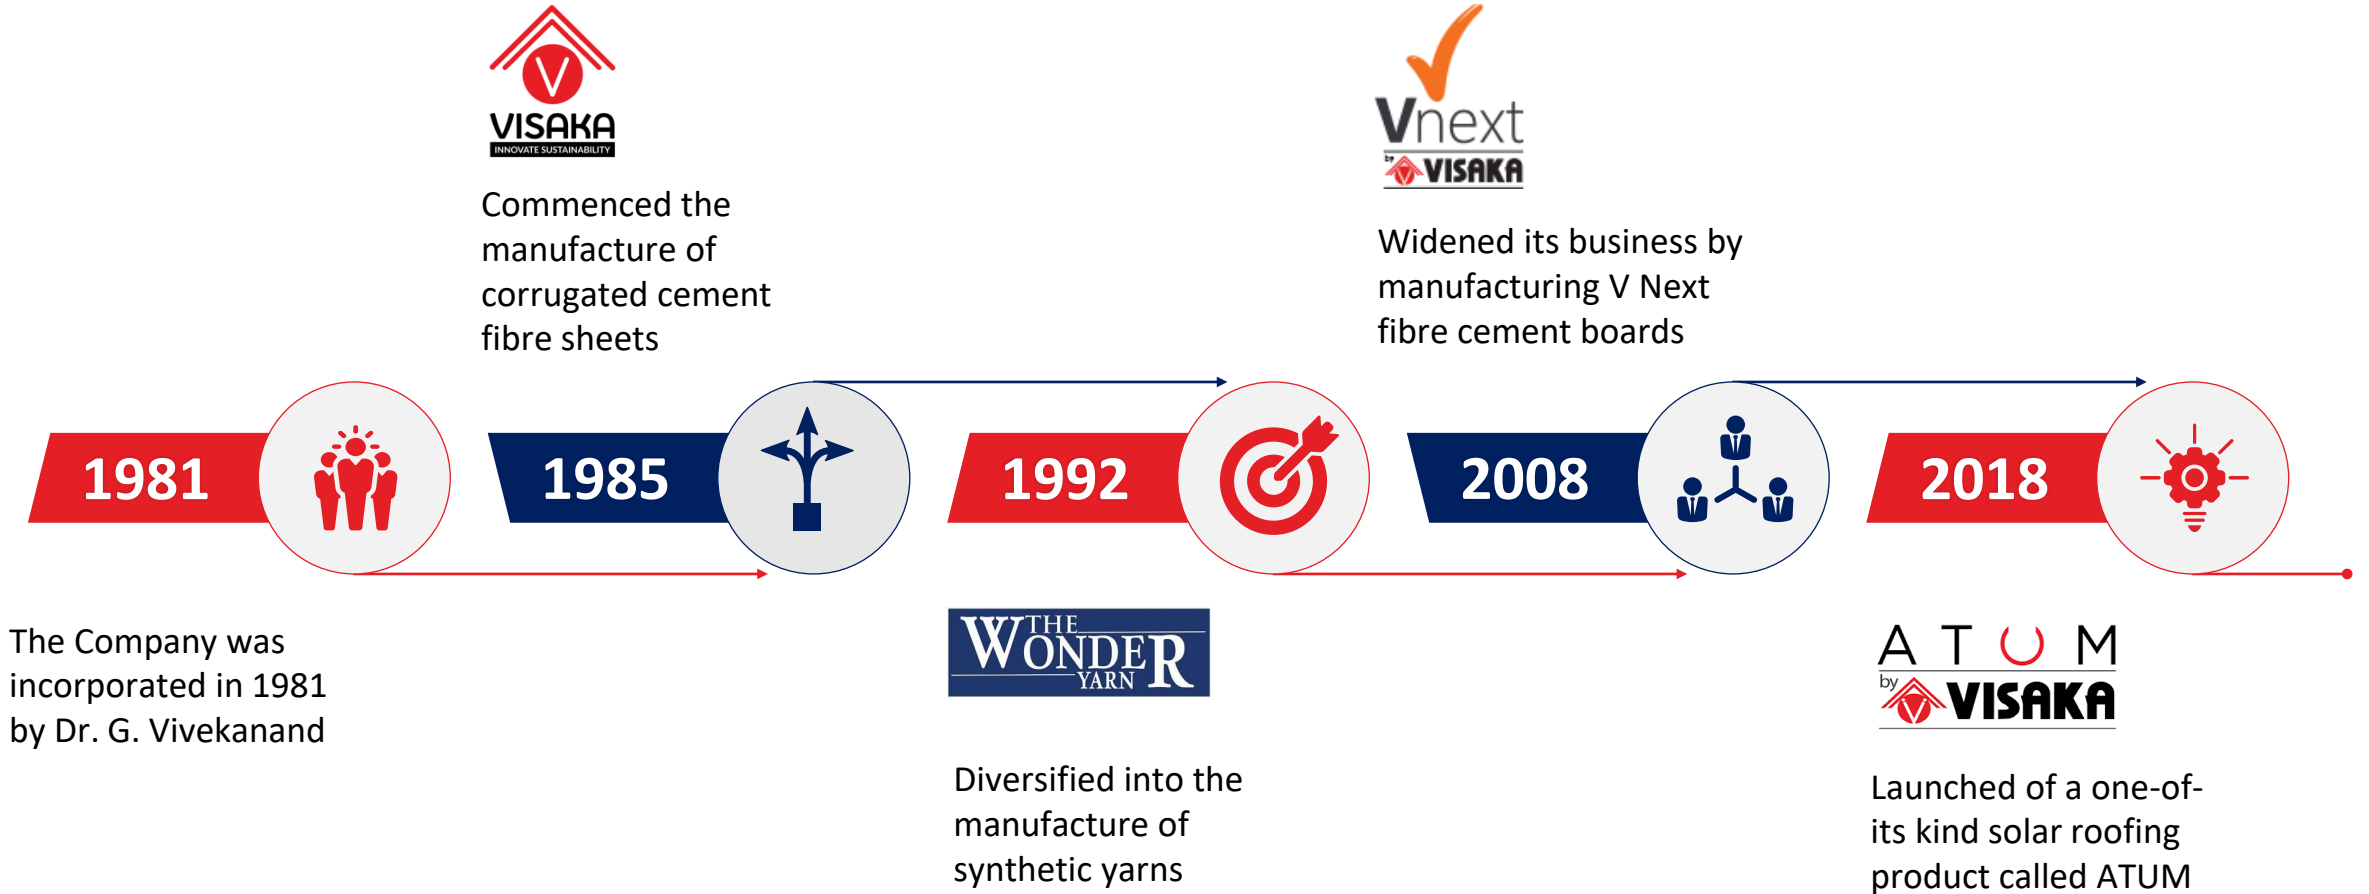 VISAKA
INNOVATE SUSTAINABILITY
Commenced the
manufacture of
corrugated cement
fibre sheets
Vnext
by VISAKA
Widened its business by
manufacturing V Next
fibre cement boards
1981
1985
1992
2008
2018
The Company was
incorporated in 1981
by Dr. G. Vivekanand
THE
WONDER
YARN
Diversified into the
manufacture of
synthetic yarns
ATUM
by VISAKA
Launched of a one-of-
its kind solar roofing
product called ATUM